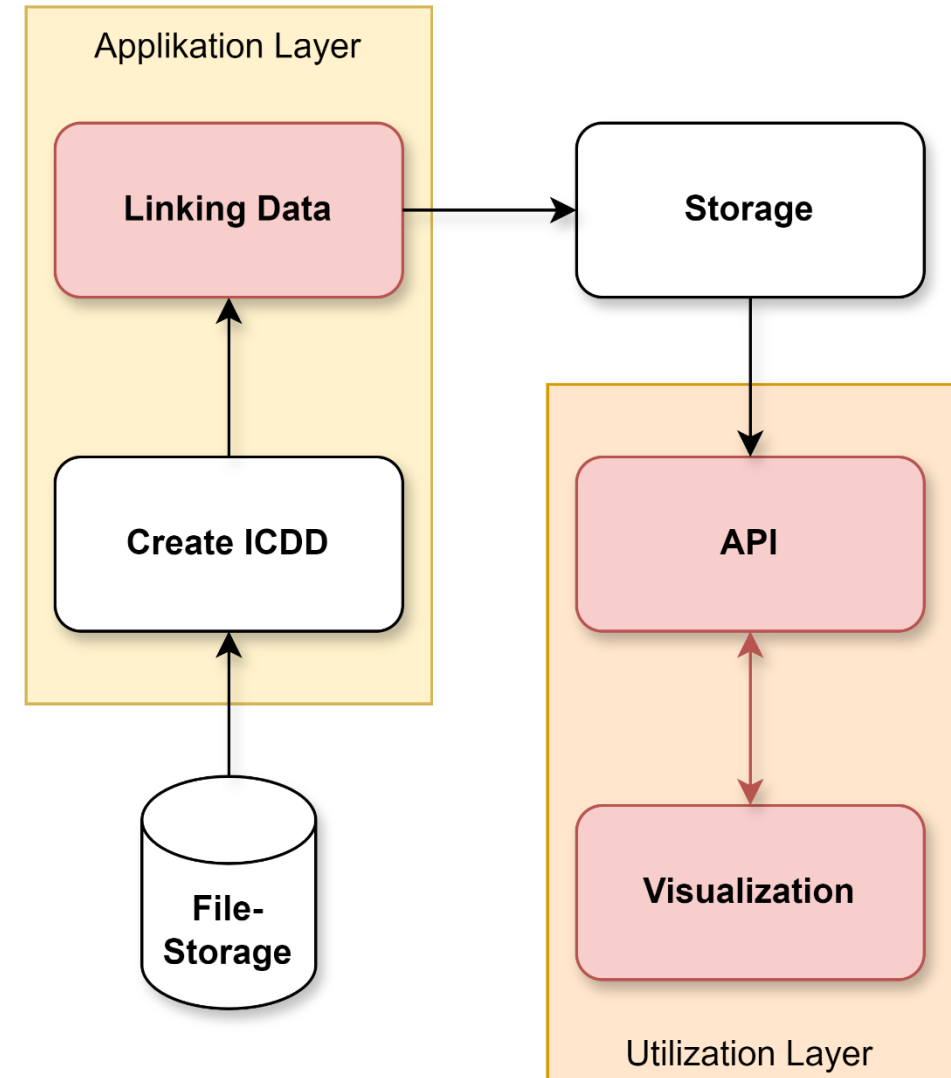 Applikation Layer
Linking Data
Storage
Create ICDD
API
File-
Storage
Visualization
Utilization Layer